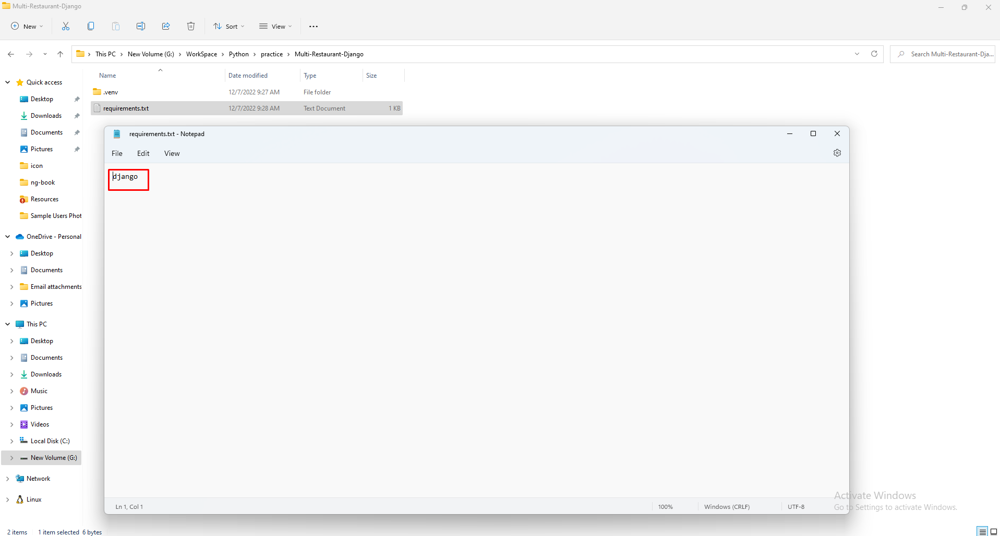 Multi-Restaurant-Django
New
Sort
View
This PC > New Volume (G:) > WorkSpace > Python > practice > Multi-Restaurant-Django
Search Multi-Restaurant-Dja...
Name Date modified Type Size
.venv 12/7/2022 9:27 AM File folder
requirements.txt 12/7/2022 9:28 AM Text Document 1 KB
Quick access
Desktop
Downloads
Documents
Pictures
icon
ng-book
Resources
Sample Users Phot
OneDrive - Personal
Desktop
Documents
Email attachments
Pictures
This PC
Desktop
Documents
Downloads
Music
Pictures
Videos
Local Disk (C:)
New Volume (G:)
Network
Linux
requirements.txt - Notepad
File Edit View
django
Ln 1, Col 1
100%
Windows (CRLF)
UTF-8
Activate Windows
Go to Settings to activate Windows.
2 items 1 item selected 6 bytes